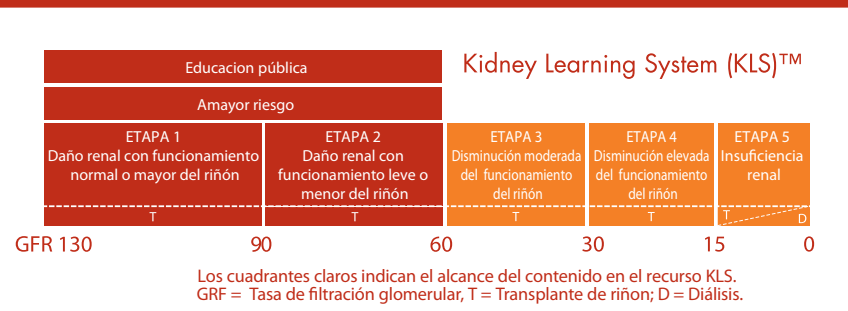 Educacion pública
Kidney Learning System (KLS)™
Amayor riesgo
ETAPA 1
Daño renal con funcionamiento
normal o mayor del riñón
T
ETAPA 2
Daño renal con
funcionamiento leve o
menor del riñón
T
ETAPA 3
Disminución moderada
del funcionamiento
del riñón
T
ETAPA 4
Disminución elevada
del funcionamiento
del riñón
T
ETAPA 5
Insuficiencia
renal
T
D
GFR 130 90 60 30 15 0
Los cuadrantes claros indican el alcance del contenido en el recurso KLS.
GRF = Tasa de filtración glomerular, T = Transplante de riñon; D = Diálisis.